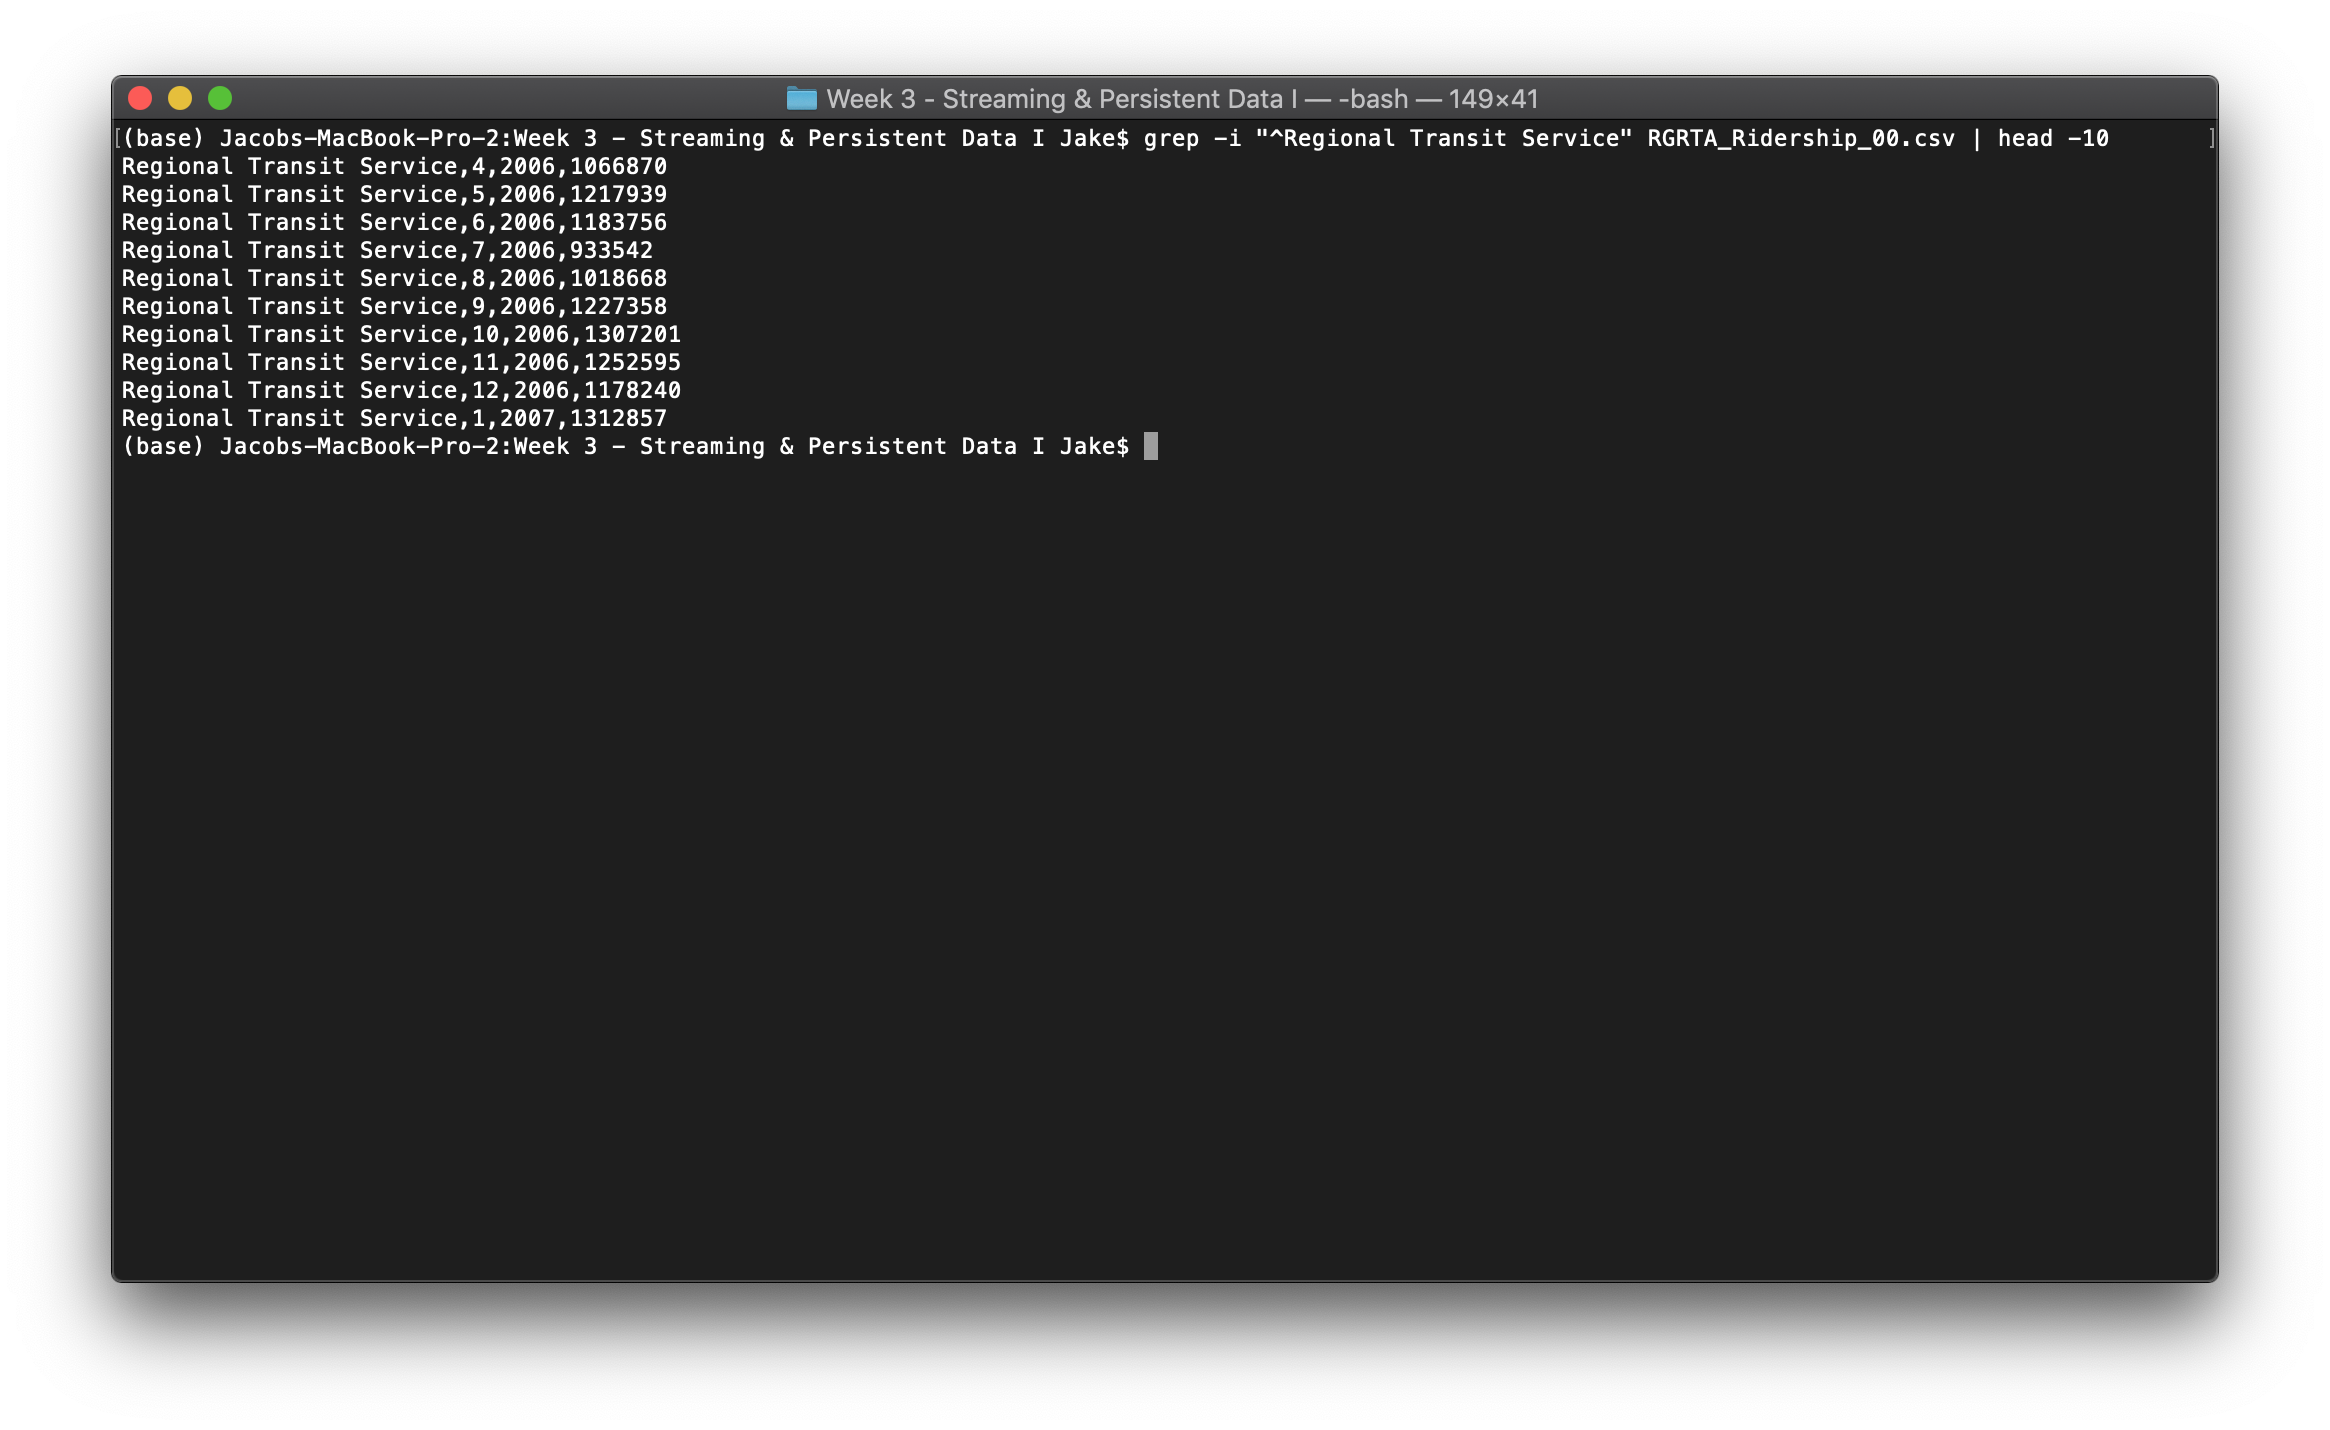 Week 3 - Streaming & Persistent Data I — -bash — 149×41
[(base) Jacobs-MacBook-Pro-2:Week 3 - Streaming & Persistent Data I Jake$ grep -i "^Regional Transit Service" RGRTA_Ridership_00.csv | head -10 ]
Regional Transit Service,4,2006,1066870
Regional Transit Service,5,2006,1217939
Regional Transit Service,6,2006,1183756
Regional Transit Service,7,2006,933542
Regional Transit Service,8,2006,1018668
Regional Transit Service,9,2006,1227358
Regional Transit Service,10,2006,1307201
Regional Transit Service,11,2006,1252595
Regional Transit Service,12,2006,1178240
Regional Transit Service,1,2007,1312857
(base) Jacobs-MacBook-Pro-2:Week 3 - Streaming & Persistent Data I Jake$